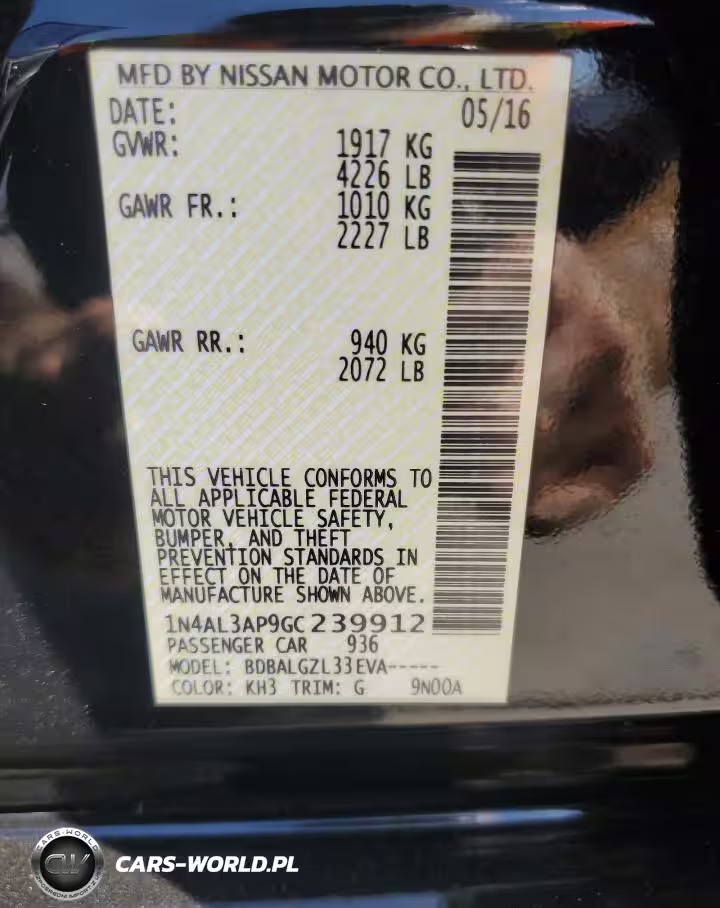 MFD BY NISSAN MOTOR CO., LTD.
DATE: 05/16
GVWR: 1917 KG
4226 LB
GAWR FR.: 1010 KG
2227 LB
GAWR RR.: 940 KG
2072 LB
THIS VEHICLE CONFORMS TO
ALL APPLICABLE FEDERAL
MOTOR VEHICLE SAFETY,
BUMPER, AND THEFT
PREVENTION STANDARDS IN
EFFECT ON THE DATE OF
MANUFACTURE SHOWN ABOVE.
1N4AL3AP9GC239912
PASSENGER CAR 936
MODEL: BDBALGZL33EVA-----
COLOR: KH3 TRIM: G 9N00A
CARS-WORLD
CW
CARS-WORLD.PL